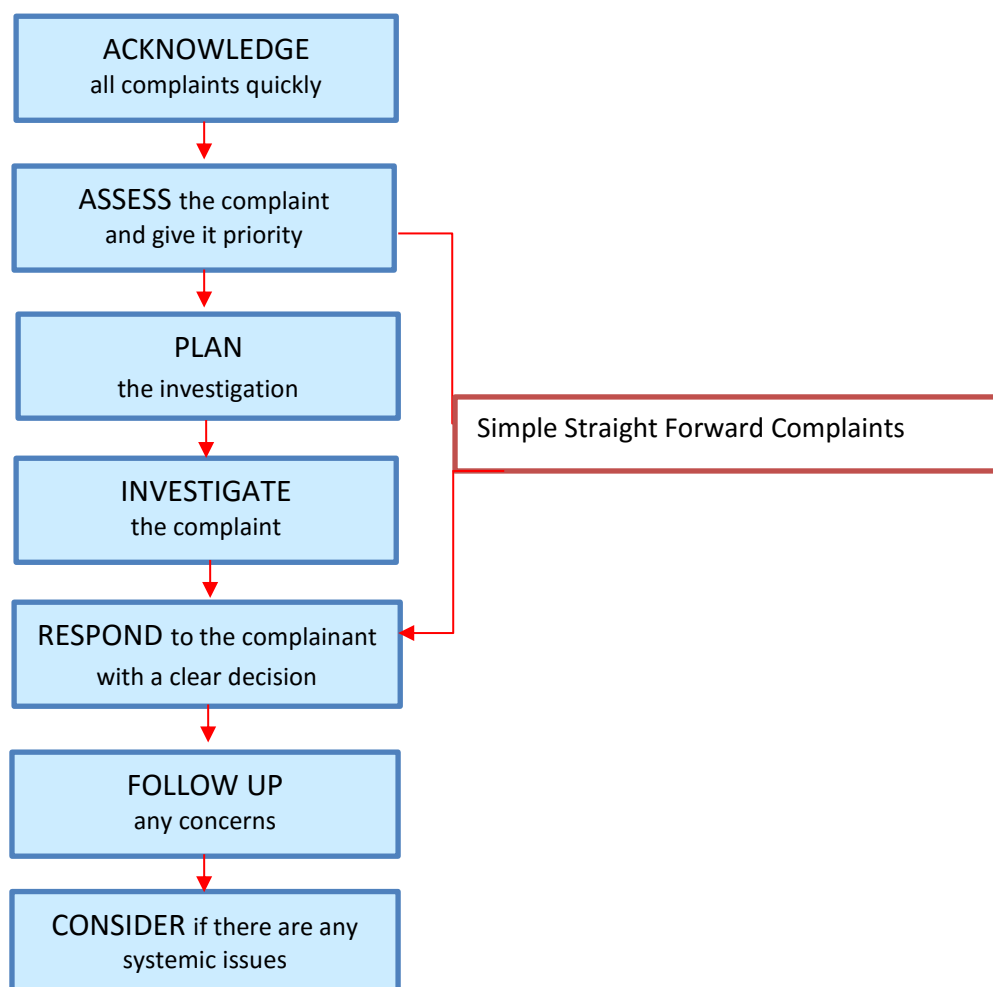 ACKNOWLEDGE
all complaints quickly
ASSESS the complaint
and give it priority
PLAN
the investigation
Simple Straight Forward Complaints
INVESTIGATE
the complaint
RESPOND to the complainant
with a clear decision
FOLLOW UP
any concerns
CONSIDER if there are any
systemic issues